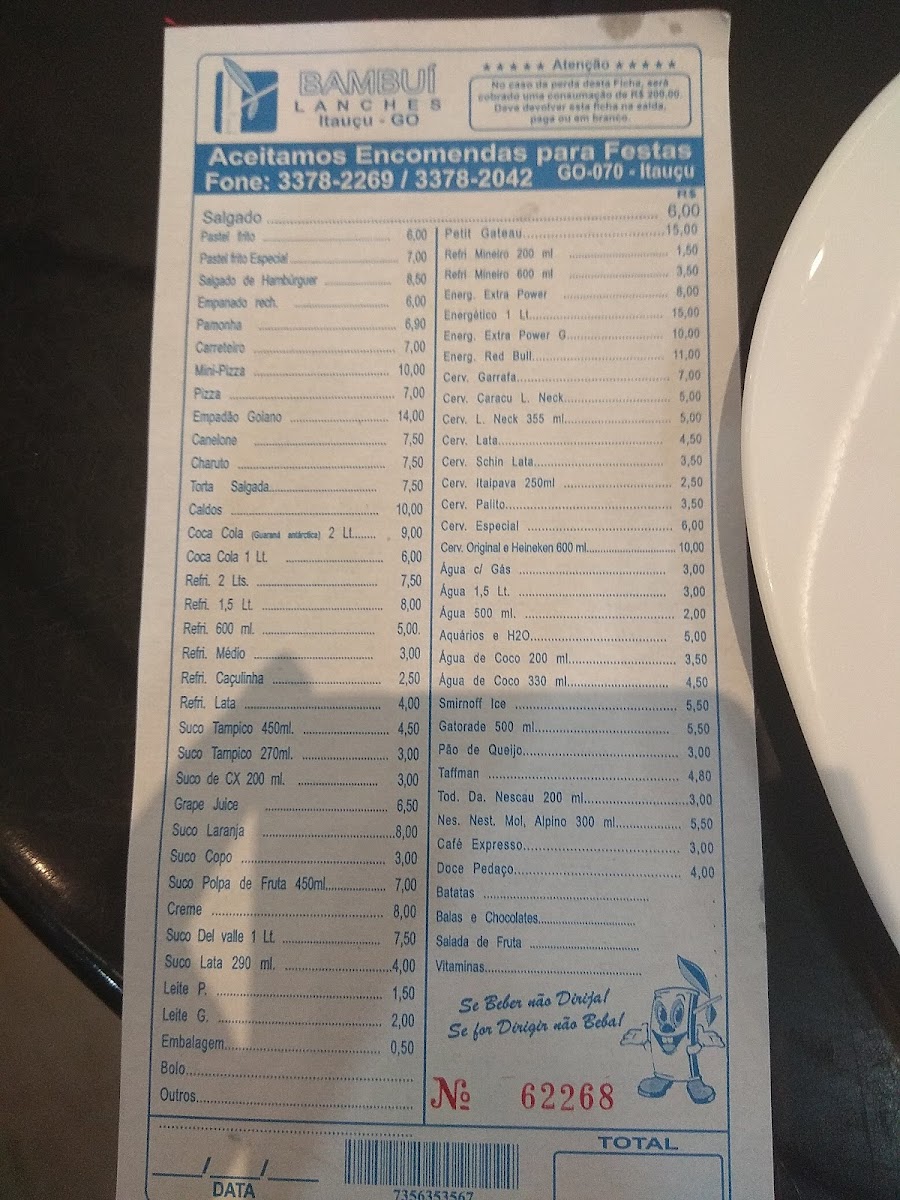 BAMBUÍ
LANCHES
Itauçu - GO
★★★★★ Atenção ★★★★★
No caso da perda desta Ficha, será
cobrado uma consumação de R$ 200,00.
Deve devolver esta ficha na saída,
paga ou em branco.
Aceitamos Encomendas para Festas
Fone: 3378-2269 / 3378-2042 GO-070 - Itauçu
R$
Salgado 6,00
Pastel frito 6,00
Pastel frito Especial 7,00
Salgado de Hambúrguer 8,50
Empanado rech. 6,00
Pamonha 6,90
Carreteiro 7,00
Mini-Pizza 10,00
Pizza 7,00
Empadão Goiano 14,00
Canelone 7,50
Charuto 7,50
Torta Salgada 7,50
Caldos 10,00
Coca Cola (Guaraná antárctica) 2 Lt. 9,00
Coca Cola 1 Lt. 6,00
Refri. 2 Lts. 7,50
Refri. 1,5 Lt. 8,00
Refri. 600 ml. 5,00.
Refri. Médio 3,00
Refri. Caçulinha 2,50
Refri. Lata 4,00
Suco Tampico 450ml. 4,50
Suco Tampico 270ml. 3,00
Suco de CX 200 ml. 3,00
Grape Juice 6,50
Suco Laranja 8,00
Suco Copo 3,00
Suco Polpa de Fruta 450ml. 7,00
Creme 8,00
Suco Del valle 1 Lt. 7,50
Suco Lata 290 ml. 4,00
Leite P. 1,50
Leite G. 2,00
Embalagem 0,50
Bolo
Outros
Petit Gateau 15,00
Refri Mineiro 200 ml 1,50
Refri Mineiro 600 ml 3,50
Energ. Extra Power 8,00
Energético 1 Lt. 15,00
Energ. Extra Power G. 10,00
Energ. Red Bull 11,00
Cerv. Garrafa 7,00
Cerv. Caracu L. Neck 5,00
Cerv. L. Neck 355 ml. 5,00
Cerv. Lata 4,50
Cerv. Schin Lata 3,50
Cerv. Itaipava 250ml 2,50
Cerv. Palito 3,50
Cerv. Especial 6,00
Cerv. Original e Heineken 600 ml. 10,00
Água c/ Gás 3,00
Água 1,5 Lt. 3,00
Água 500 ml. 2,00
Aquários e H2O 5,00
Água de Coco 200 ml. 3,50
Água de Coco 330 ml. 4,50
Smirnoff Ice 5,50
Gatorade 500 ml. 5,50
Pão de Queijo 3,00
Taffman 4,80
Tod. Da. Nescau 200 ml. 3,00
Nes. Nest. Mol, Alpino 300 ml. 5,50
Café Expresso 3,00
Doce Pedaço 4,00
Batatas
Balas e Chocolates
Salada de Fruta
Vitaminas
Se Beber não Dirija!
Se for Dirigir não Beba!
Nº 62268
DATA
7356353567
TOTAL